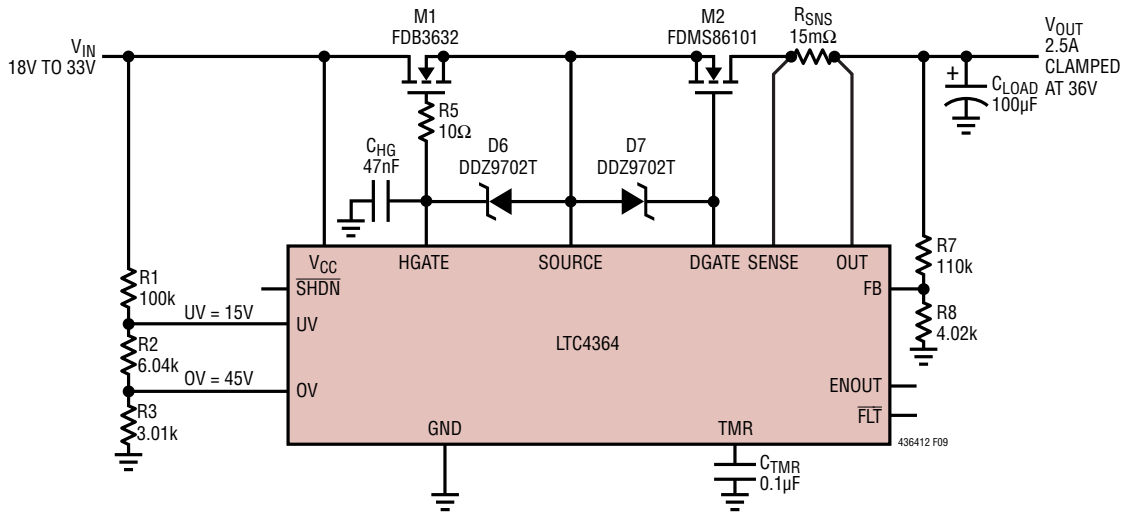 M1
FDB3632
M2
FDMS86101
RSNS
15mΩ
VIN
18V TO 33V
VOUT
2.5A
CLAMPED
AT 36V
+
CLOAD
100µF
R5
10Ω
CHG
47nF
D6
DDZ9702T
D7
DDZ9702T
VCC
HGATE
SOURCE
DGATE
SENSE
OUT
R1
100k
SHDN
UV = 15V
UV
R2
6.04k
OV = 45V
OV
R3
3.01k
LTC4364
FB
R7
110k
R8
4.02k
ENOUT
FLT
GND
TMR
436412 F09
CTMR
0.1µF